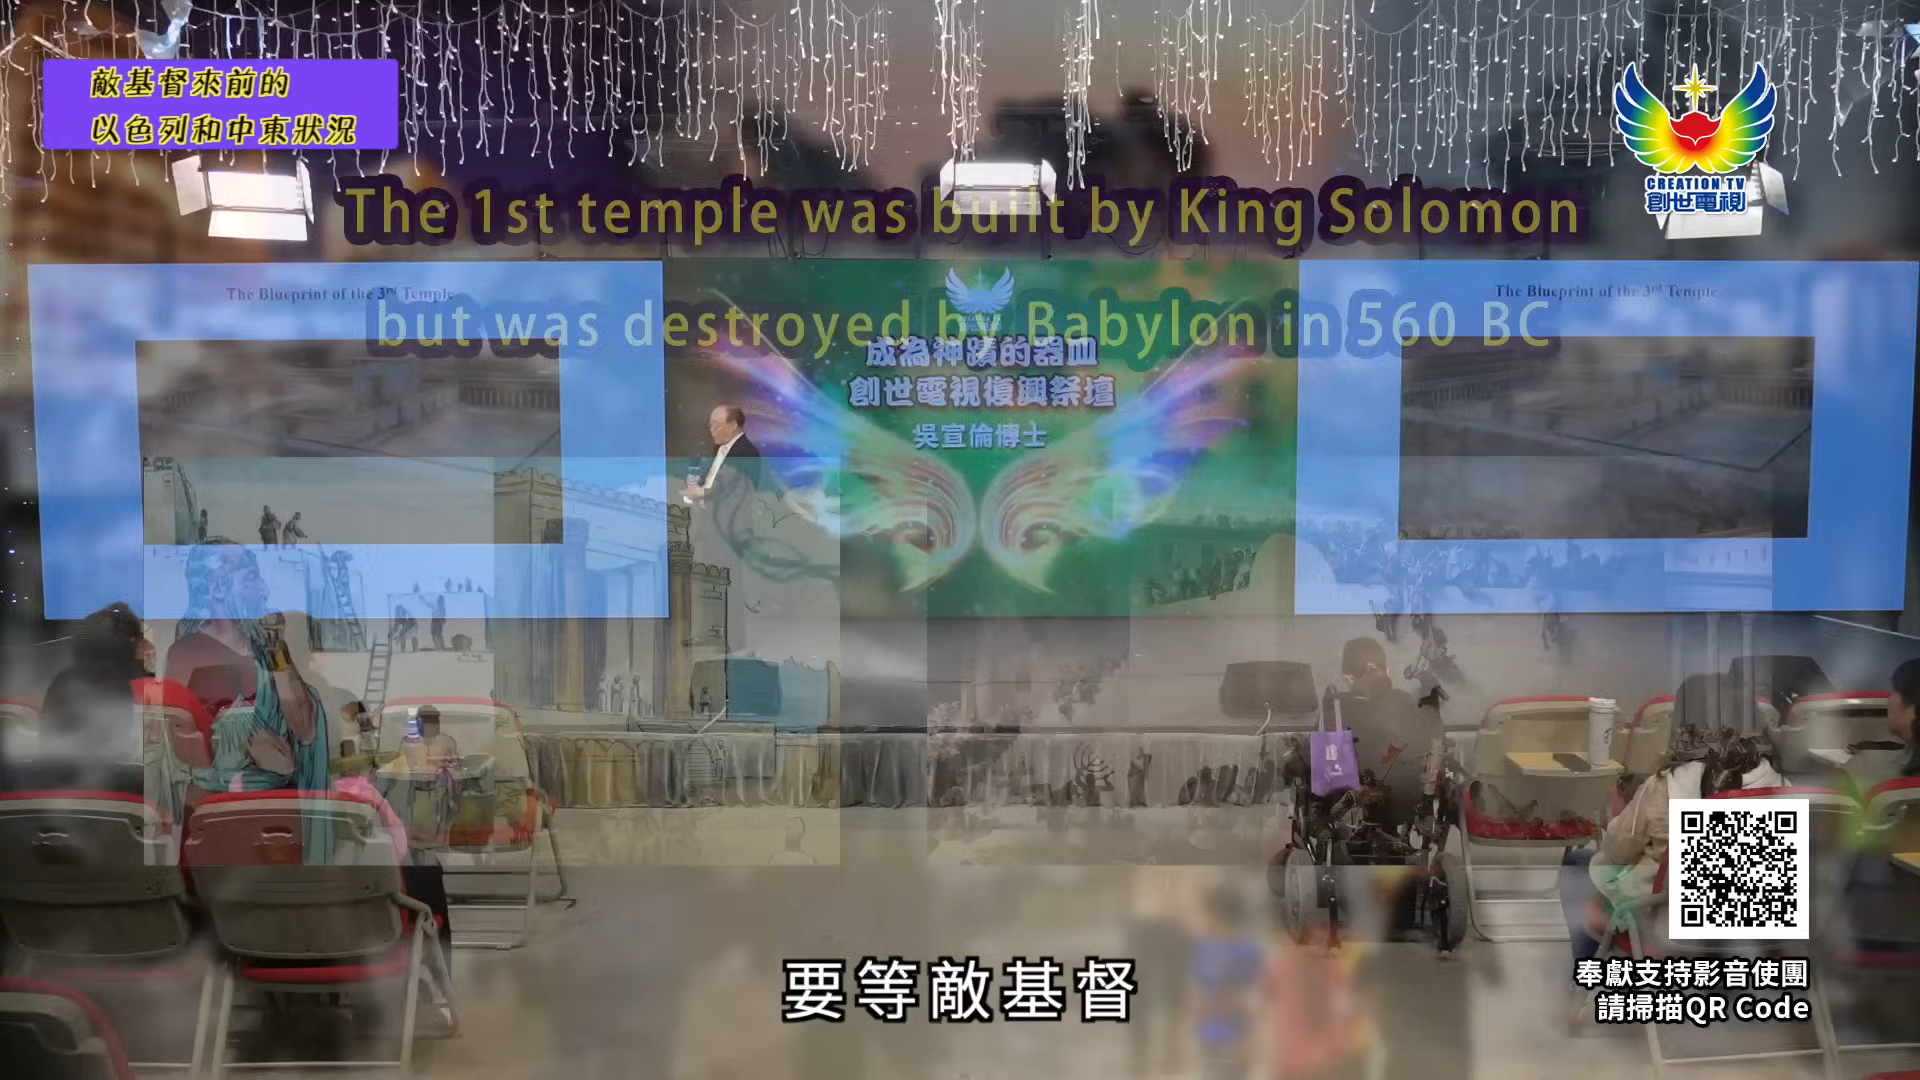 敵基督來前的
以色列和中東狀況
CREATION TV
創世電視
The 1st temple was built by King Solomon
but was destroyed by Babylon in 560 BC
The Blueprint of the 3rd Temple
The Blueprint of the 3rd Temple
成為神蹟的器皿
創世電視復興祭壇
吳宣倫博士
要等敵基督
奉獻支持影音使團
請掃描QR Code